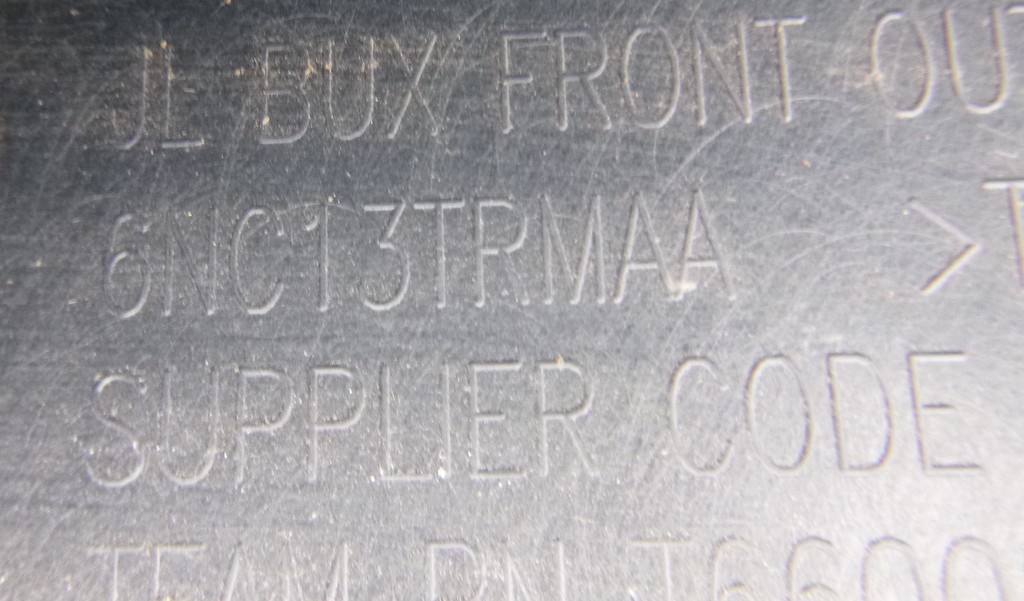 JL BUX FRONT OU
6NC13TRMAA >T
SUPPLIER CODE
TEAM PN T6600